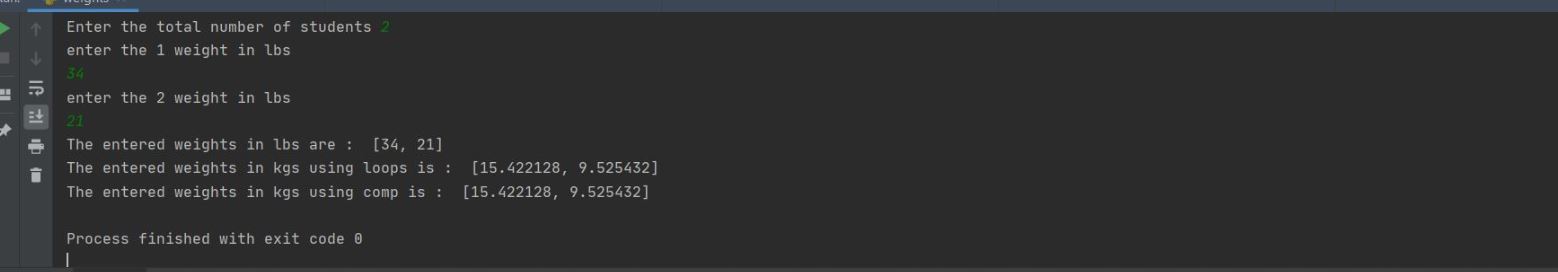 Run:
weights
Enter the total number of students 2
enter the 1 weight in lbs
34
enter the 2 weight in lbs
21
The entered weights in lbs are :  [34, 21]
The entered weights in kgs using loops is :  [15.422128, 9.525432]
The entered weights in kgs using comp is :  [15.422128, 9.525432]
Process finished with exit code 0